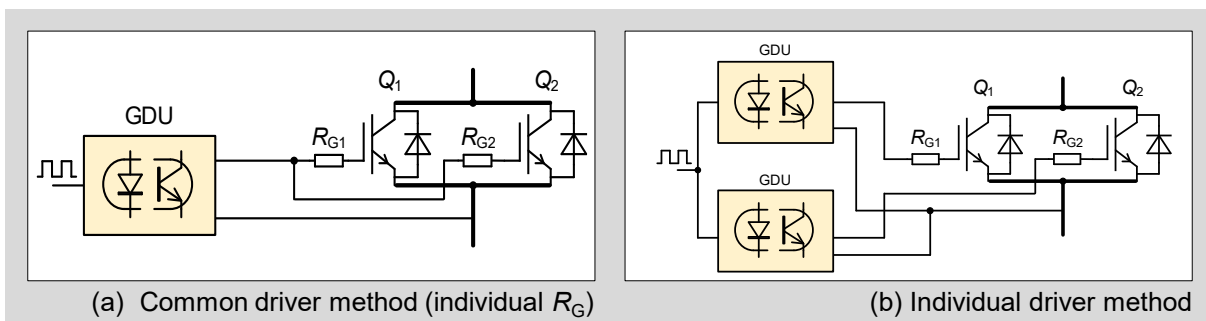 GDU
Q1
Q2
RG1
RG2
(a) Common driver method (individual RG)
GDU
GDU
Q1
Q2
RG1
RG2
(b) Individual driver method